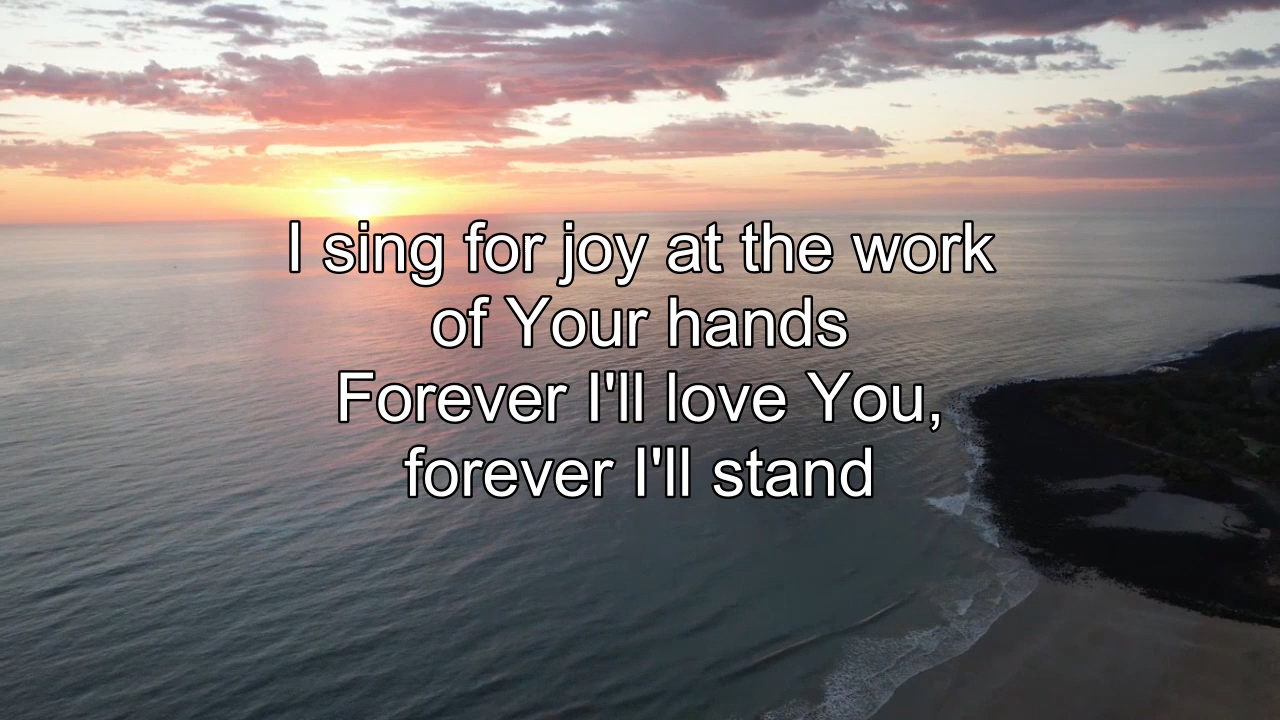 I sing for joy at the work
of Your hands
Forever I'll love You,
forever I'll stand